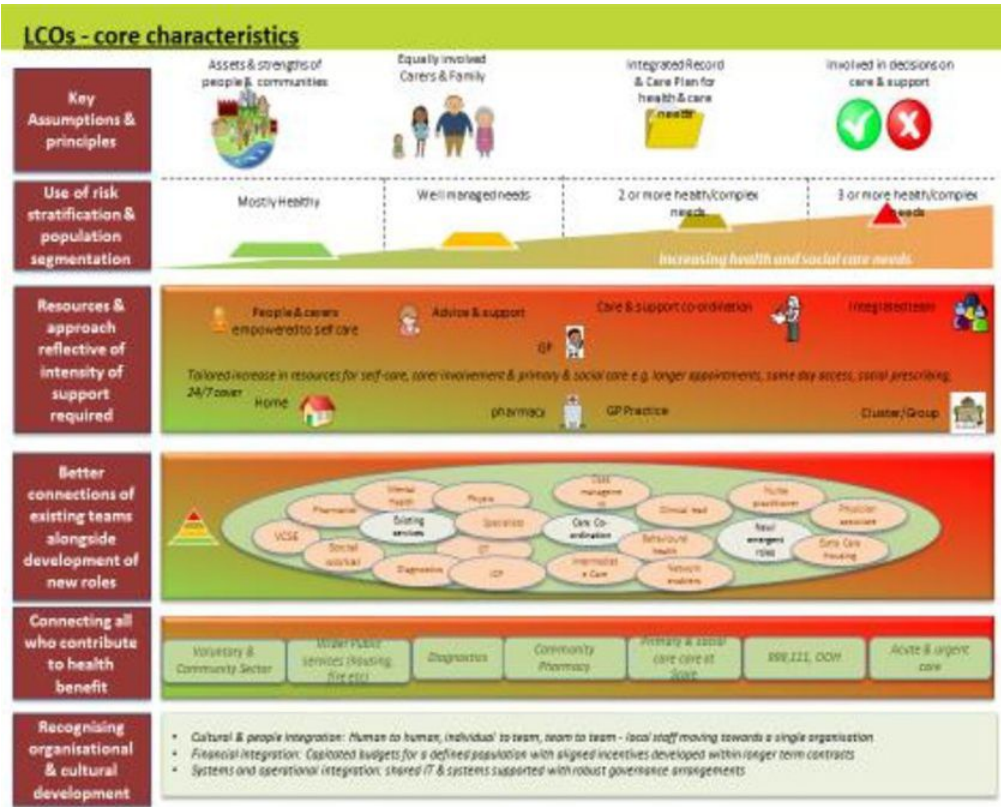 LCOs - core characteristics
Key
Assumptions &
principles
Assets & strengths of
people & communities
Equally involved
Carers & Family
Integrated Record
& Care Plan for
health & care
needs
Involved in decisions on
care & support
Use of risk
stratification &
population
segmentation
Mostly Healthy
Well managed needs
2 or more health/complex
needs
3 or more health/complex
needs
Increasing health and social care needs
Resources &
approach
reflective of
intensity of
support
required
People & carers
empowered to self care
Advice & support
Care & support co-ordination
Integrated team
GP
Tailored increase in resources for self-care, carer involvement & primary & social care e.g. longer appointments, same day access, social prescribing,
24/7 cover
Home
pharmacy
GP Practice
Cluster/Group
Better
connections of
existing teams
alongside
development of
new roles
Mental
health
Pharmacist
VCSE
Existing
services
Social
Diagnostics
Specialists
Care Co-
ordination
Clinical lead
Behavioural
health
Intermediat
e Care
Nurse
practitioner
Physician
associate
emergent
roles
Extra Care
housing
Connecting all
who contribute
to health
benefit
Voluntary &
Community Sector
Wider Public
services (housing,
fire etc)
Diagnostics
Community
Pharmacy
Primary & social
care care at
Scale
999,111, OOH
Acute & urgent
care
Recognising
organisational
& cultural
development
• Cultural & people integration: Human to human, individual to team, team to team - local staff moving towards a single organisation
• Financial integration: Capitated budgets for a defined population with aligned incentives developed within longer term contracts
• Systems and operational integration: shared IT & systems supported with robust governance arrangements